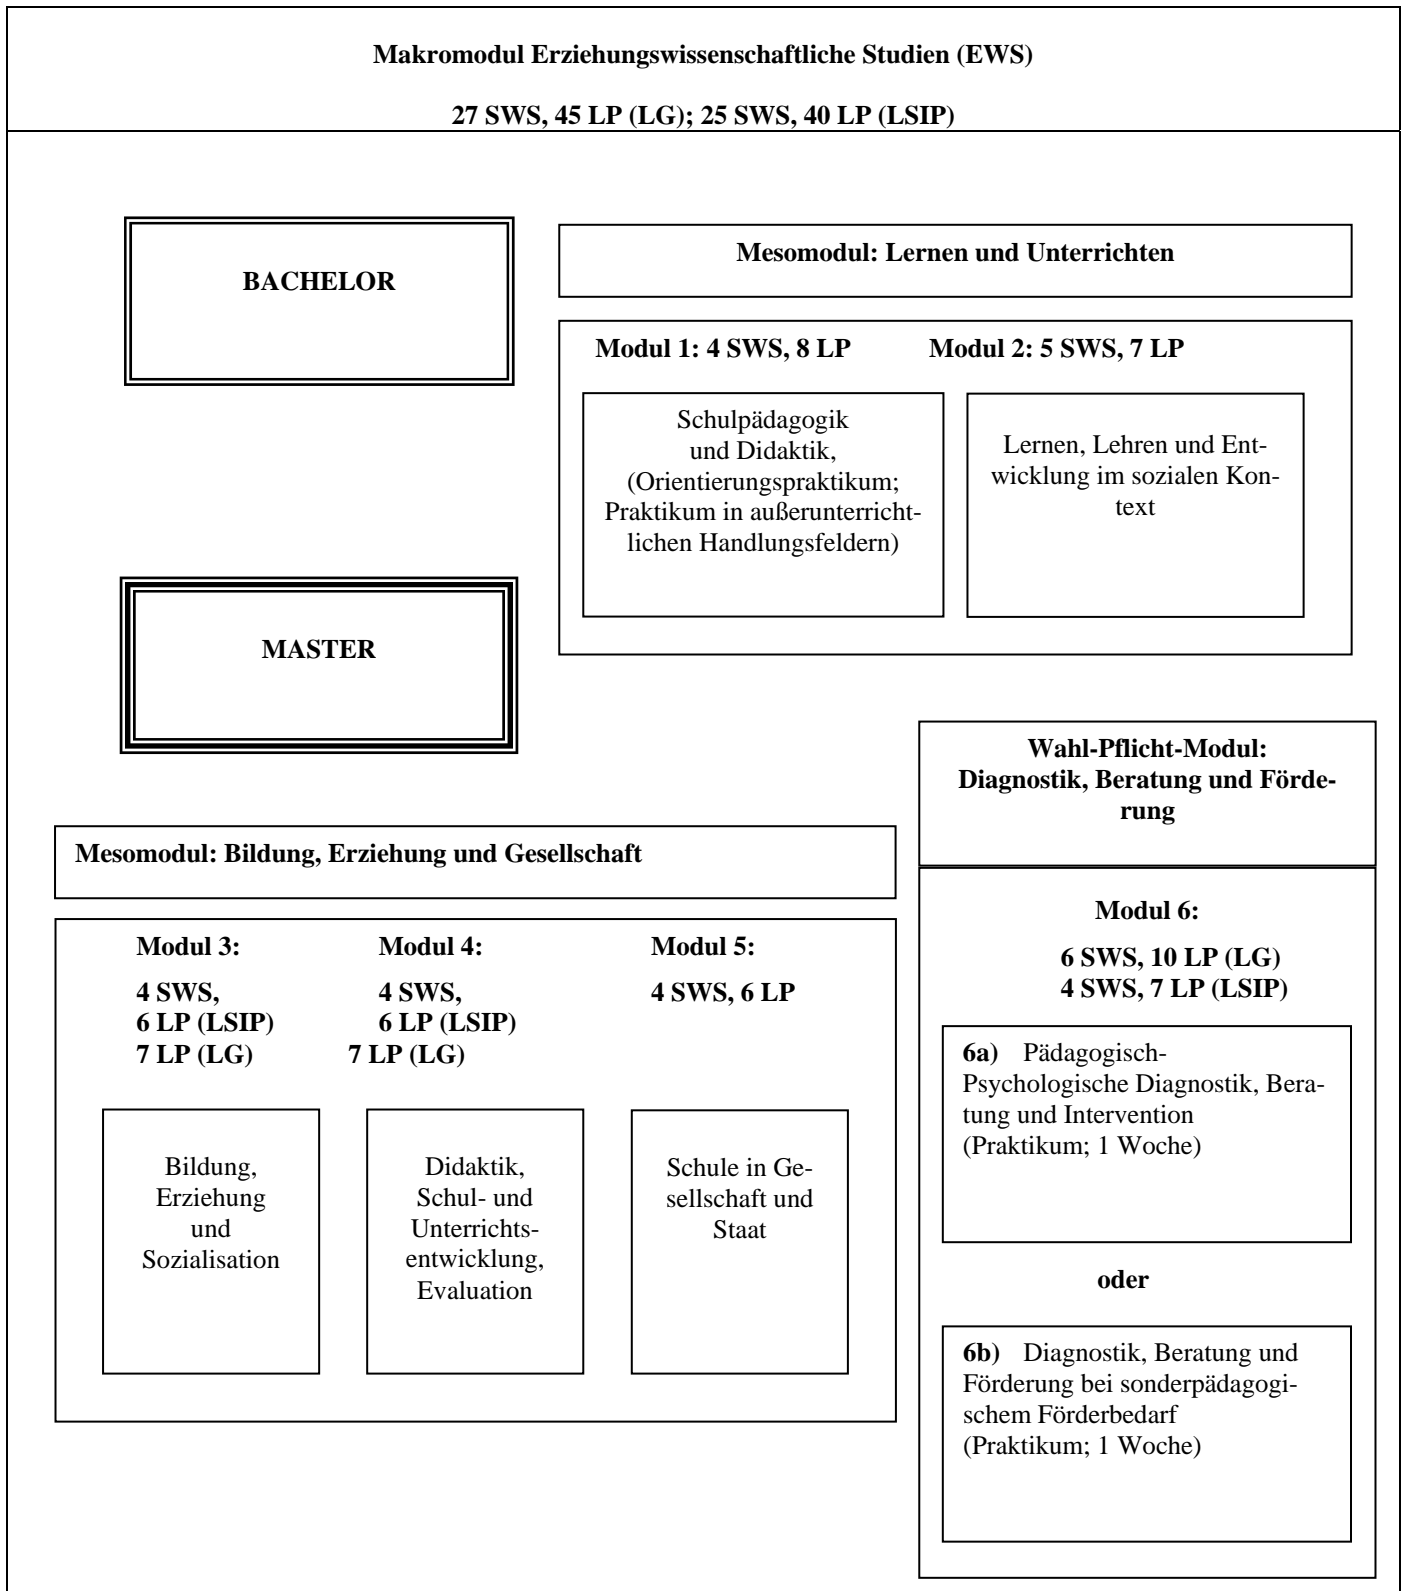 Makromodul Erziehungswissenschaftliche Studien (EWS)
27 SWS, 45 LP (LG); 25 SWS, 40 LP (LSIP)
BACHELOR
Mesomodul: Lernen und Unterrichten
Modul 1: 4 SWS, 8 LP
Modul 2: 5 SWS, 7 LP
Schulpädagogik
und Didaktik,
(Orientierungspraktikum;
Praktikum in außerunterricht-
lichen Handlungsfeldern)
Lernen, Lehren und Ent-
wicklung im sozialen Kon-
text
MASTER
Wahl-Pflicht-Modul:
Diagnostik, Beratung und Förde-
rung
Mesomodul: Bildung, Erziehung und Gesellschaft
Modul 3:
4 SWS,
6 LP (LSIP)
7 LP (LG)
Bildung,
Erziehung
und
Sozialisation
Modul 4:
4 SWS,
6 LP (LSIP)
7 LP (LG)
Didaktik,
Schul- und
Unterrichts-
entwicklung,
Evaluation
Modul 5:
4 SWS, 6 LP
Schule in Ge-
sellschaft und
Staat
Modul 6:
6 SWS, 10 LP (LG)
4 SWS, 7 LP (LSIP)
6a) Pädagogisch-
Psychologische Diagnostik, Bera-
tung und Intervention
(Praktikum; 1 Woche)
oder
6b) Diagnostik, Beratung und
Förderung bei sonderpädagogi-
schem Förderbedarf
(Praktikum; 1 Woche)